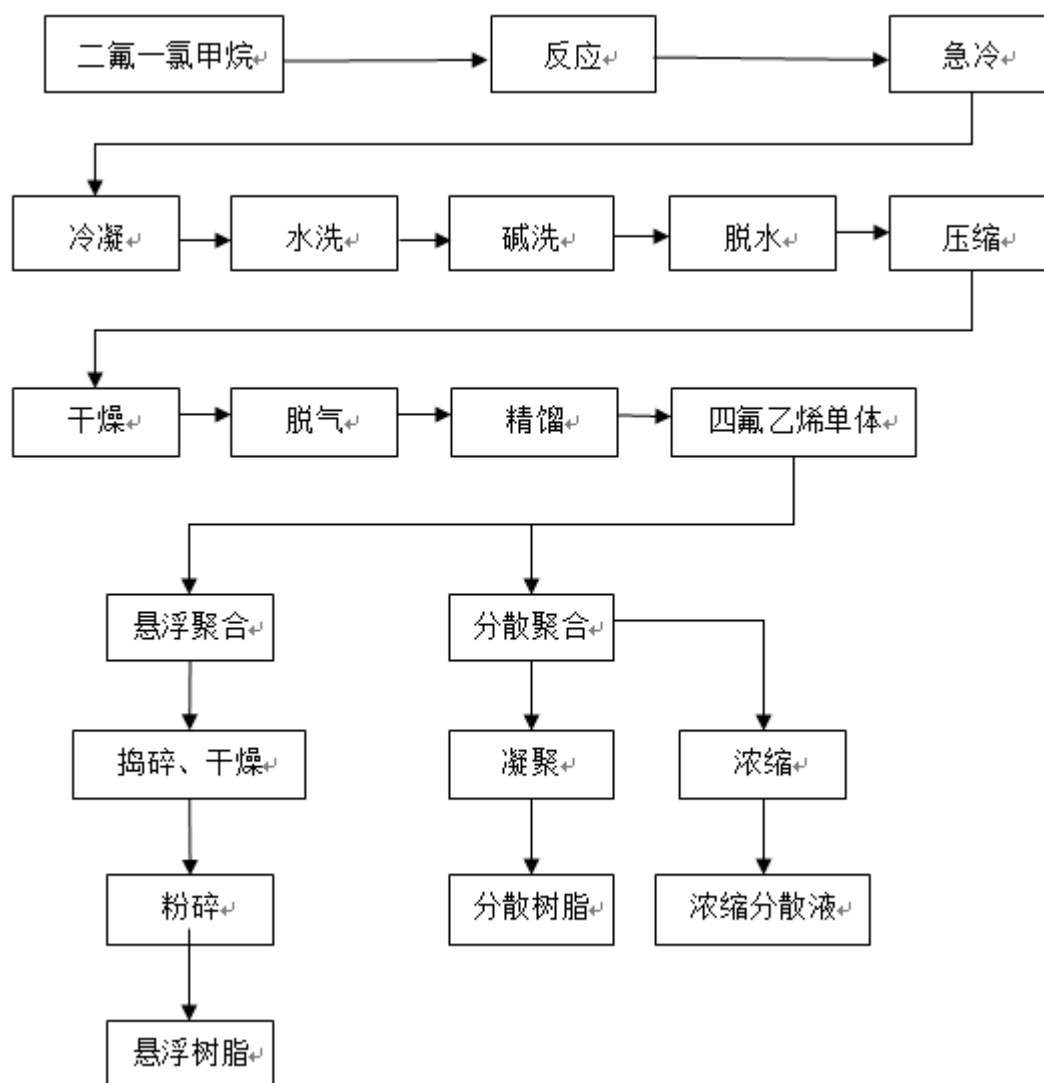 二氟一氯甲烷↵
反应↵
急冷↵
冷凝↵
水洗↵
碱洗↵
脱水↵
压缩↵
干燥↵
脱气↵
精馏↵
四氟乙烯单体↵
悬浮聚合↵
分散聚合↵
捣碎、干燥↵
凝聚↵
浓缩↵
粉碎↵
分散树脂↵
浓缩分散液↵
悬浮树脂↵